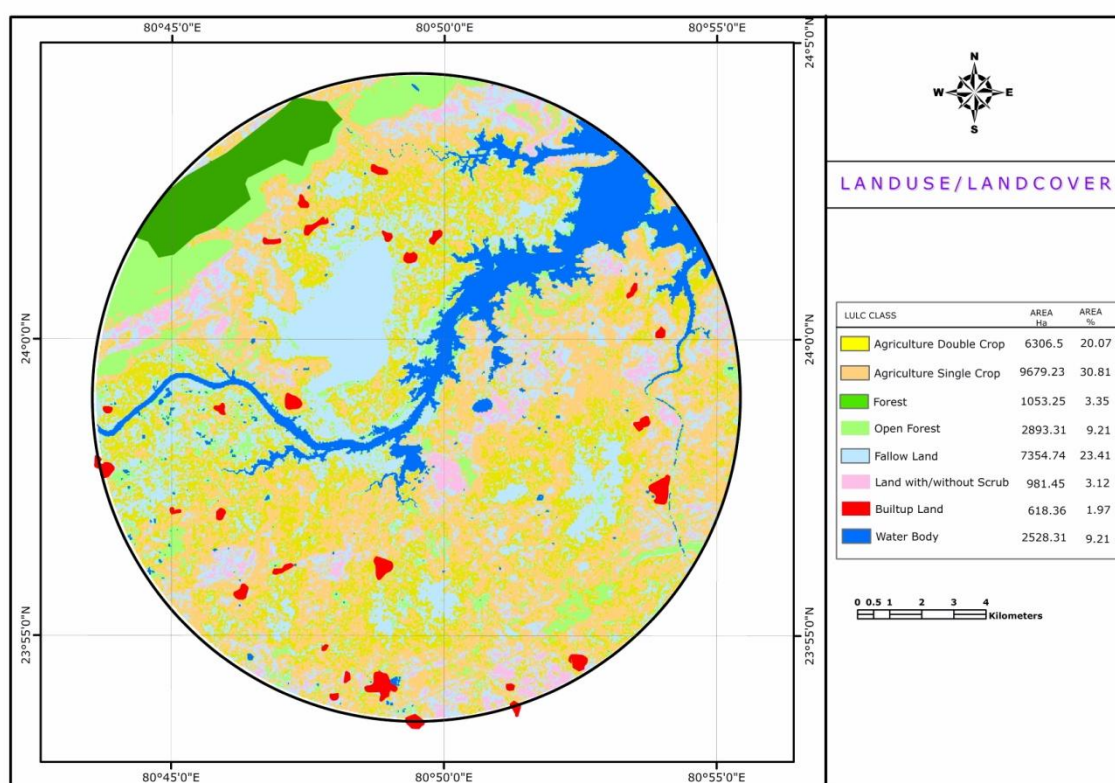 80°45'0"E 80°50'0"E 80°55'0"E
24°5'0"N
24°0'0"N 24°0'0"N
23°55'0"N 23°55'0"N
80°45'0"E 80°50'0"E 80°55'0"E
N
W E
S
LANDUSE/LANDCOVER
LULC CLASS AREA Ha AREA %
Agriculture Double Crop 6306.5 20.07
Agriculture Single Crop 9679.23 30.81
Forest 1053.25 3.35
Open Forest 2893.31 9.21
Fallow Land 7354.74 23.41
Land with/without Scrub 981.45 3.12
Builtup Land 618.36 1.97
Water Body 2528.31 9.21
0 0.5 1 2 3 4
Kilometers